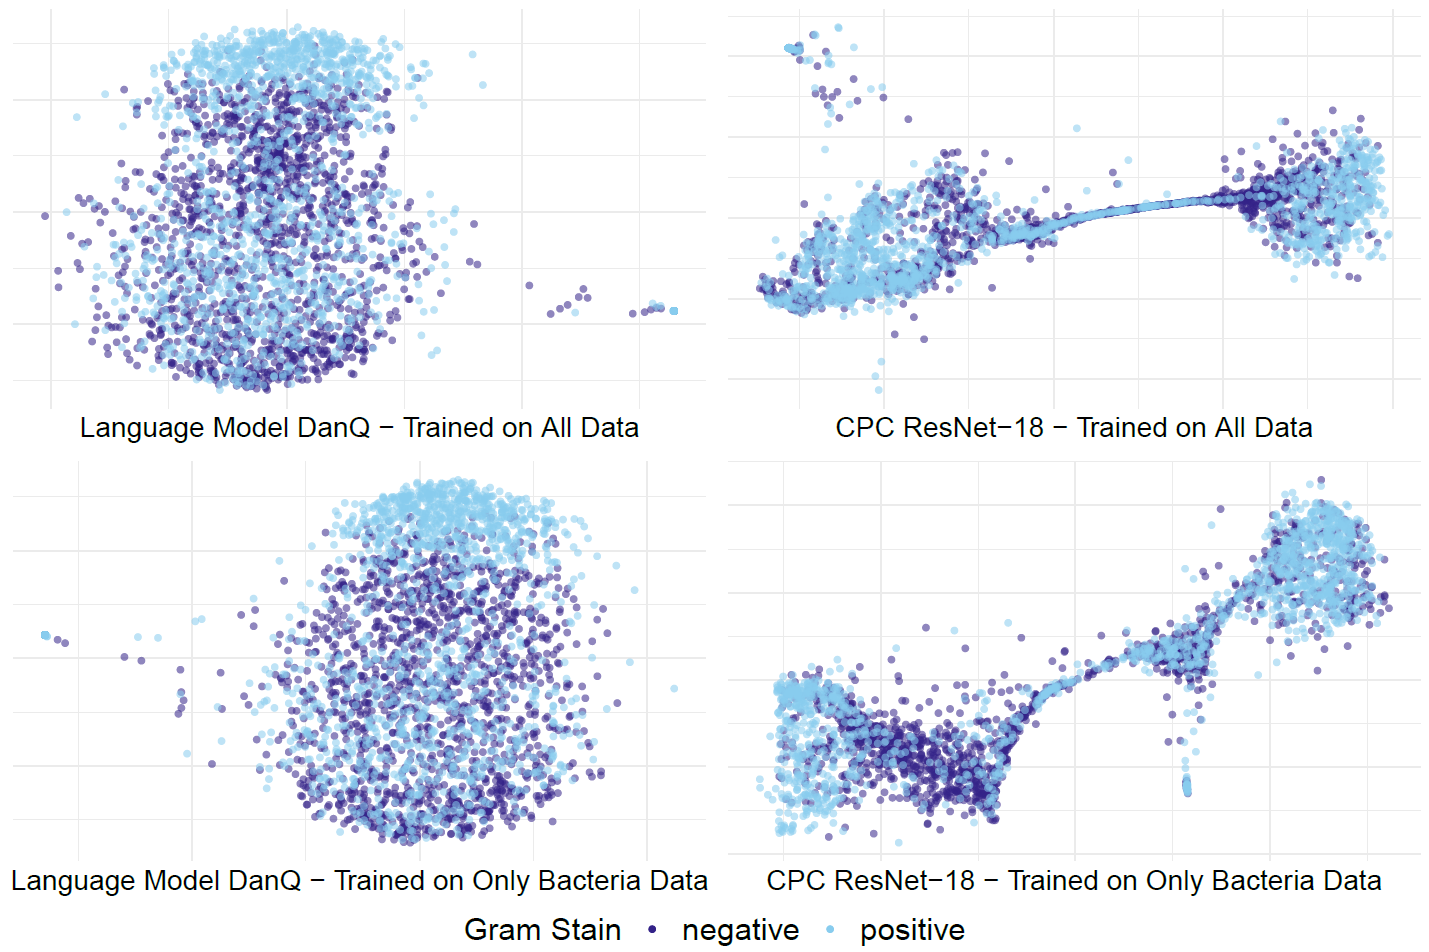 Language Model DanQ − Trained on All Data
CPC ResNet−18 − Trained on All Data
Language Model DanQ − Trained on Only Bacteria Data
CPC ResNet−18 − Trained on Only Bacteria Data
Gram Stain negative positive